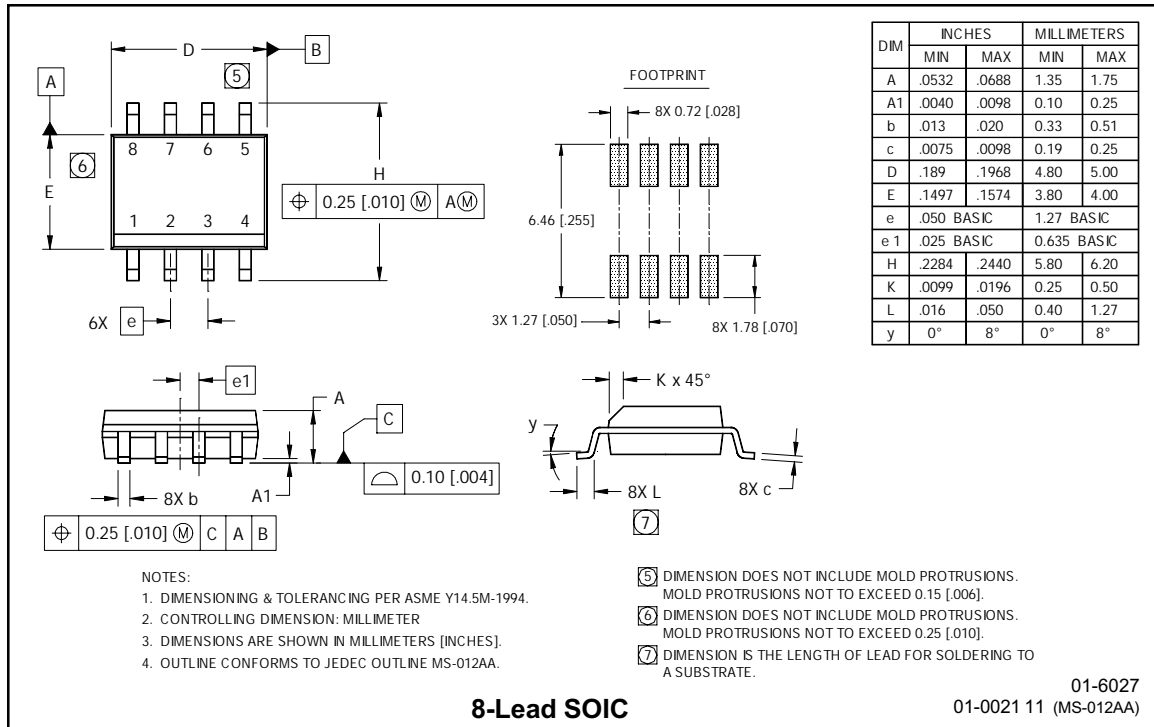 D
B
A
5
8 7 6 5
6
E
H
⌖ 0.25 [.010] Ⓜ AⓂ
1 2 3 4
6X e
FOOTPRINT
8X 0.72 [.028]
6.46 [.255]
3X 1.27 [.050]
8X 1.78 [.070]
DIM INCHES MILLIMETERS
MIN MAX MIN MAX
A .0532 .0688 1.35 1.75
A1 .0040 .0098 0.10 0.25
b .013 .020 0.33 0.51
c .0075 .0098 0.19 0.25
D .189 .1968 4.80 5.00
E .1497 .1574 3.80 4.00
e .050 BASIC 1.27 BASIC
e 1 .025 BASIC 0.635 BASIC
H .2284 .2440 5.80 6.20
K .0099 .0196 0.25 0.50
L .016 .050 0.40 1.27
y 0° 8° 0° 8°
e1
A
C
0.10 [.004]
8X b
A1
⌖ 0.25 [.010] Ⓜ C A B
K x 45°
y
8X L
7
8X c
NOTES:
1. DIMENSIONING & TOLERANCING PER ASME Y14.5M-1994.
2. CONTROLLING DIMENSION: MILLIMETER
3. DIMENSIONS ARE SHOWN IN MILLIMETERS [INCHES].
4. OUTLINE CONFORMS TO JEDEC OUTLINE MS-012AA.
5 DIMENSION DOES NOT INCLUDE MOLD PROTRUSIONS.
MOLD PROTRUSIONS NOT TO EXCEED 0.15 [.006].
6 DIMENSION DOES NOT INCLUDE MOLD PROTRUSIONS.
MOLD PROTRUSIONS NOT TO EXCEED 0.25 [.010].
7 DIMENSION IS THE LENGTH OF LEAD FOR SOLDERING TO
A SUBSTRATE.
8-Lead SOIC
01-6027
01-0021 11 (MS-012AA)